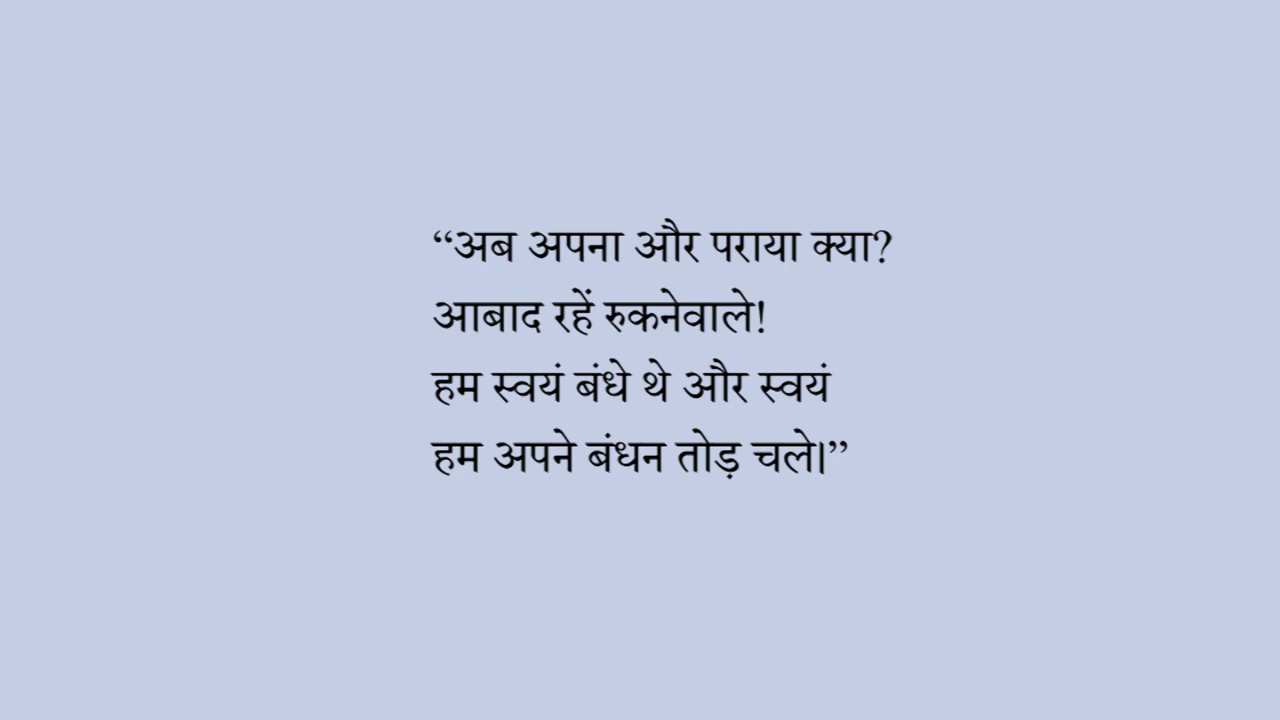 “अब अपना और पराया क्या?
आबाद रहें रुकनेवाले!
हम स्वयं बंधे थे और स्वयं
हम अपने बंधन तोड़ चले।”